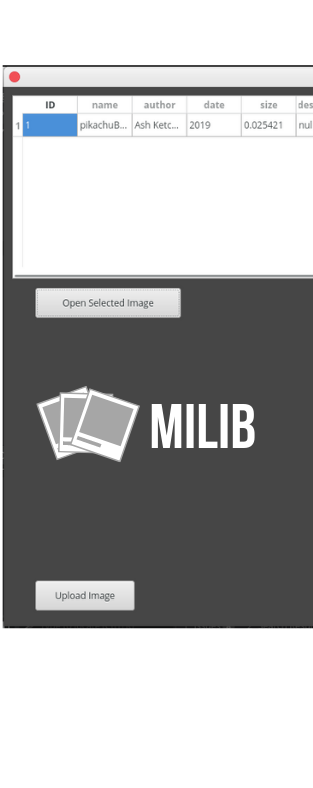 ID name author date size des
1 1 pikachuB... Ash Ketc... 2019 0.025421 nul
Open Selected Image
MILIB
Upload Image